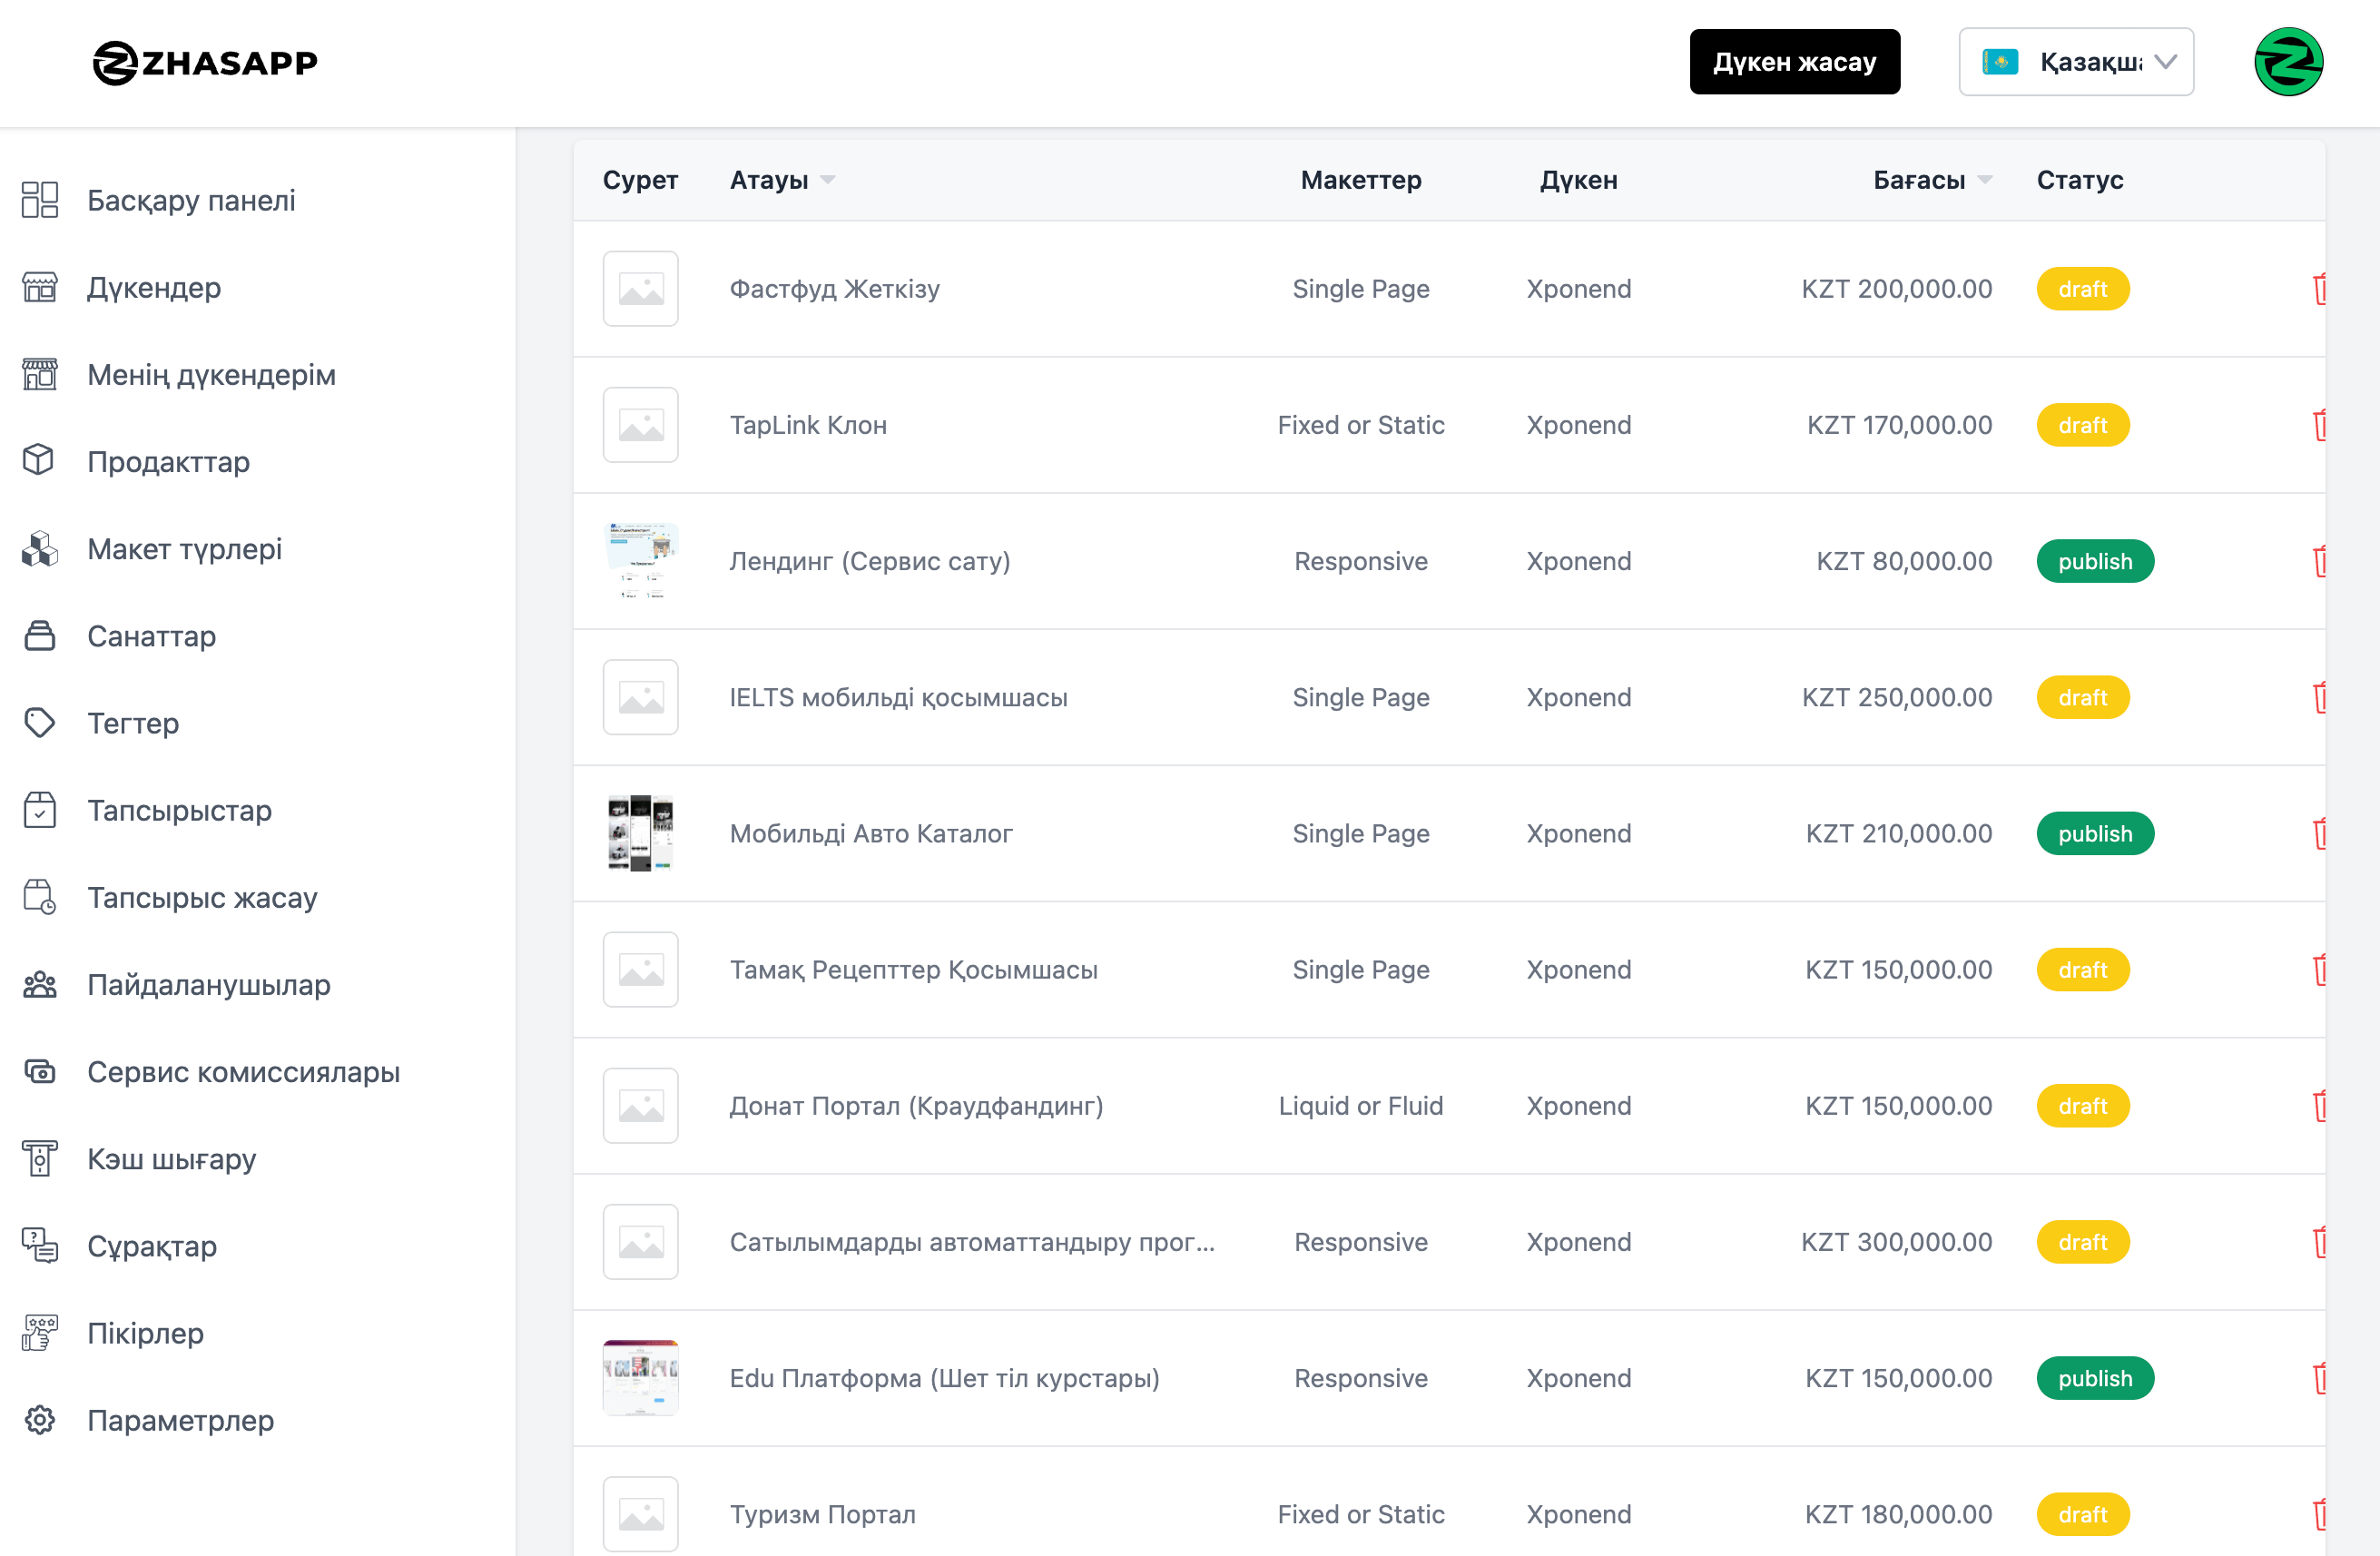 ZHASAPP
Дүкен жасау
Қазақша
Басқару панелі
Дүкендер
Менің дүкендерім
Продакттар
Макет түрлері
Санаттар
Тегтер
Тапсырыстар
Тапсырыс жасау
Пайдаланушылар
Сервис комиссиялары
Кэш шығару
Сұрақтар
Пікірлер
Параметрлер
Сурет Атауы Макеттер Дүкен Бағасы Статус
Фастфуд Жеткізу Single Page Xponend KZT 200,000.00 draft
TapLink Клон Fixed or Static Xponend KZT 170,000.00 draft
Лендинг (Сервис сату) Responsive Xponend KZT 80,000.00 publish
IELTS мобильді қосымшасы Single Page Xponend KZT 250,000.00 draft
Мобильді Авто Каталог Single Page Xponend KZT 210,000.00 publish
Тамақ Рецепттер Қосымшасы Single Page Xponend KZT 150,000.00 draft
Донат Портал (Краудфандинг) Liquid or Fluid Xponend KZT 150,000.00 draft
Сатылымдарды автоматтандыру прог... Responsive Xponend KZT 300,000.00 draft
Edu Платформа (Шет тіл курстары) Responsive Xponend KZT 150,000.00 publish
Туризм Портал Fixed or Static Xponend KZT 180,000.00 draft